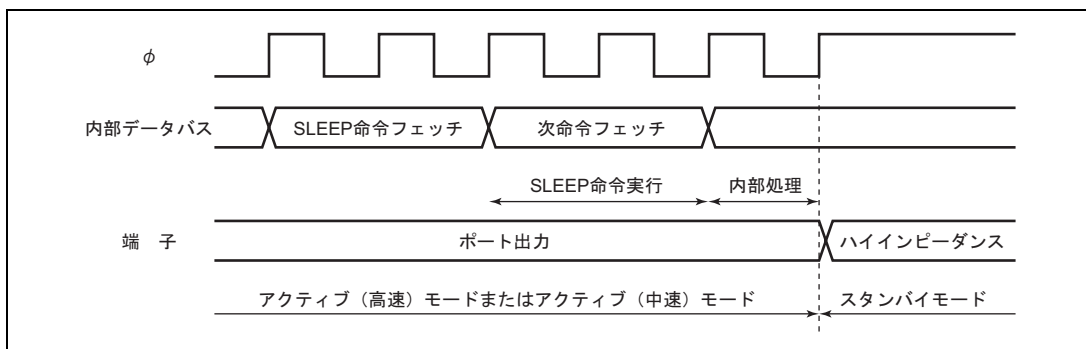 φ
内部データバス
SLEEP命令フェッチ
次命令フェッチ
SLEEP命令実行
内部処理
端　子
ポート出力
ハイインピーダンス
アクティブ（高速）モードまたはアクティブ（中速）モード
スタンバイモード